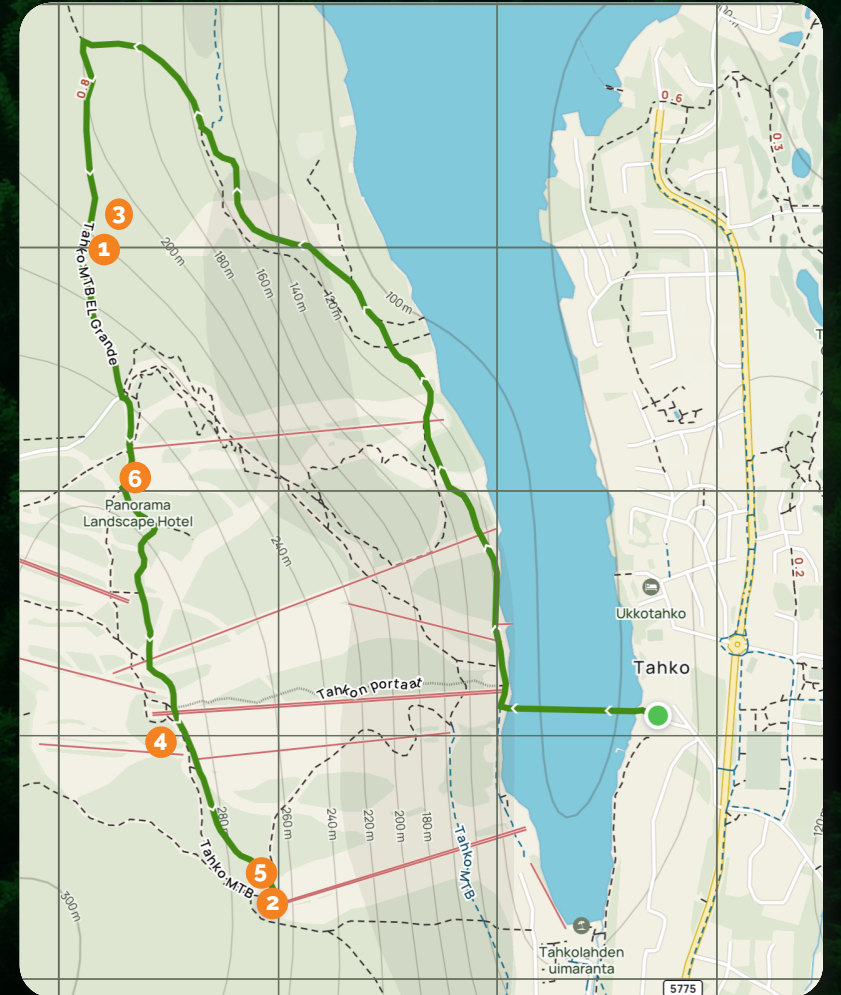 0.8
0.6
0.3
100 m
3
1
Tahko MTB EL Grande
200 m
180 m
160 m
140 m
120 m
100 m
6
Panorama
Landscape Hotel
240 m
0.2
Ukkotahko
Tahko
Tahkon portaat
4
280
260 m
240 m
220 m
200 m
180 m
Tahko MTB
5
2
Tahko MTB
300 m
Tahkolahden
uimaranta
5775